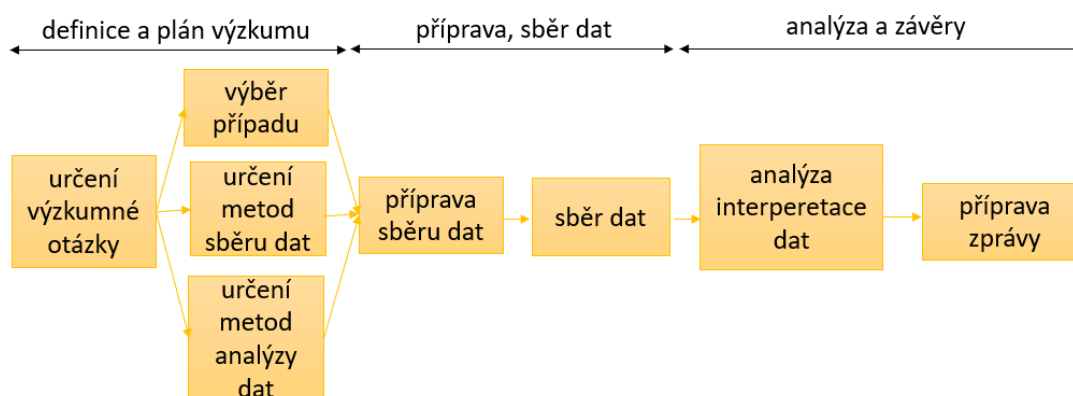 definice a plán výzkumu
příprava, sběr dat
analýza a závěry
určení
výzkumné
otázky
výběr
případu
určení
metod
sběru dat
určení
metod
analýzy
dat
příprava
sběru dat
sběr dat
analýza
interperetace
dat
příprava
zprávy